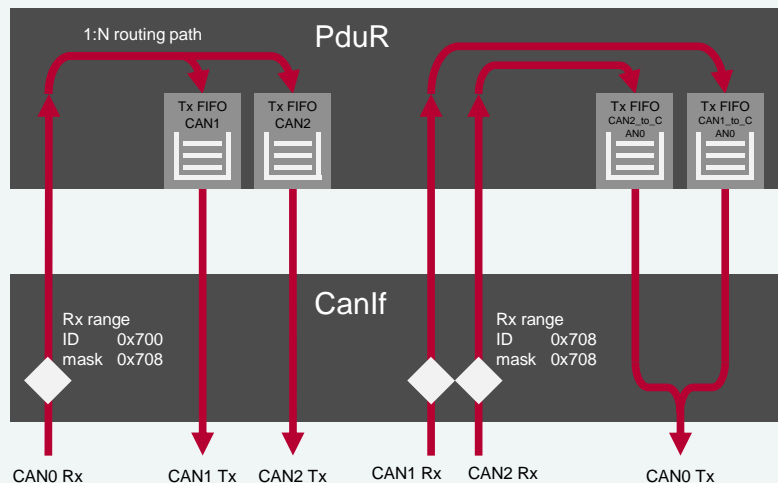 PduR
1:N routing path
Tx FIFO
CAN1
Tx FIFO
CAN2
Tx FIFO
CAN2_to_C
AN0
Tx FIFO
CAN1_to_C
AN0
CanIf
Rx range
ID 0x700
mask 0x708
Rx range
ID 0x708
mask 0x708
CAN0 Rx
CAN1 Tx
CAN2 Tx
CAN1 Rx
CAN2 Rx
CAN0 Tx